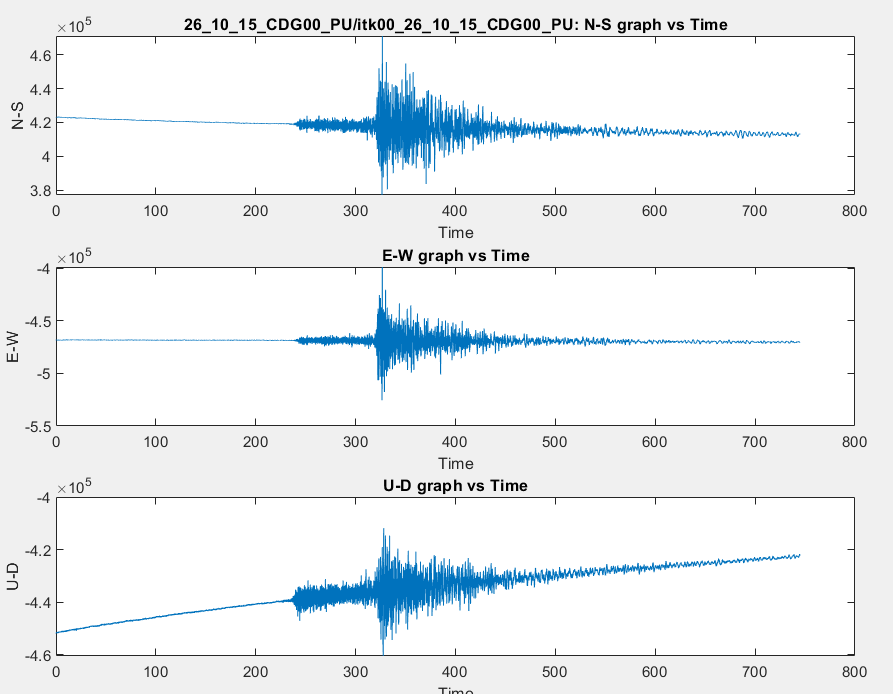 26_10_15_CDG00_PU/itk00_26_10_15_CDG00_PU: N-S graph vs Time
×10^5
4.6
4.4
4.2
4
3.8
N-S
0 100 200 300 400 500 600 700 800
Time
E-W graph vs Time
×10^5
-4
-4.5
-5
-5.5
E-W
0 100 200 300 400 500 600 700 800
Time
U-D graph vs Time
×10^5
-4
-4.2
-4.4
-4.6
U-D
0 100 200 300 400 500 600 700 800
Time